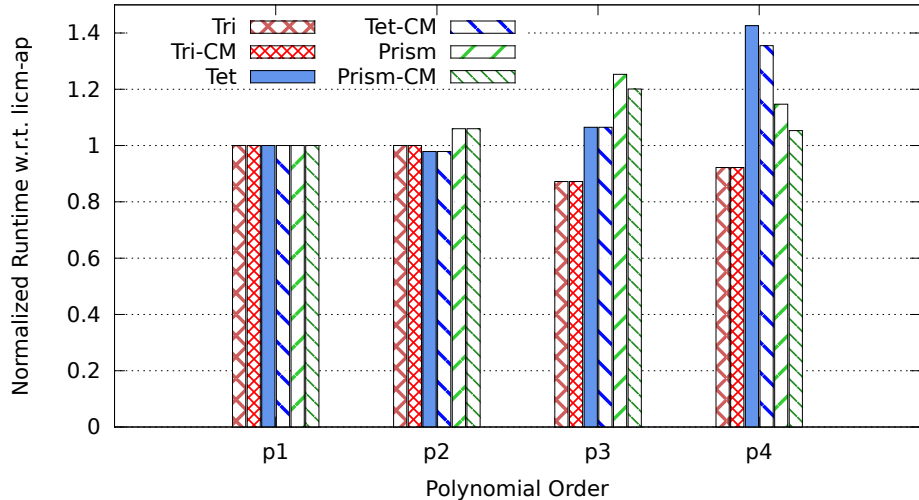 Normalized Runtime w.r.t. licm-ap
1.4
1.2
1
0.8
0.6
0.4
0.2
0
Tri
Tri-CM
Tet
Tet-CM
Prism
Prism-CM
p1 p2 p3 p4
Polynomial Order